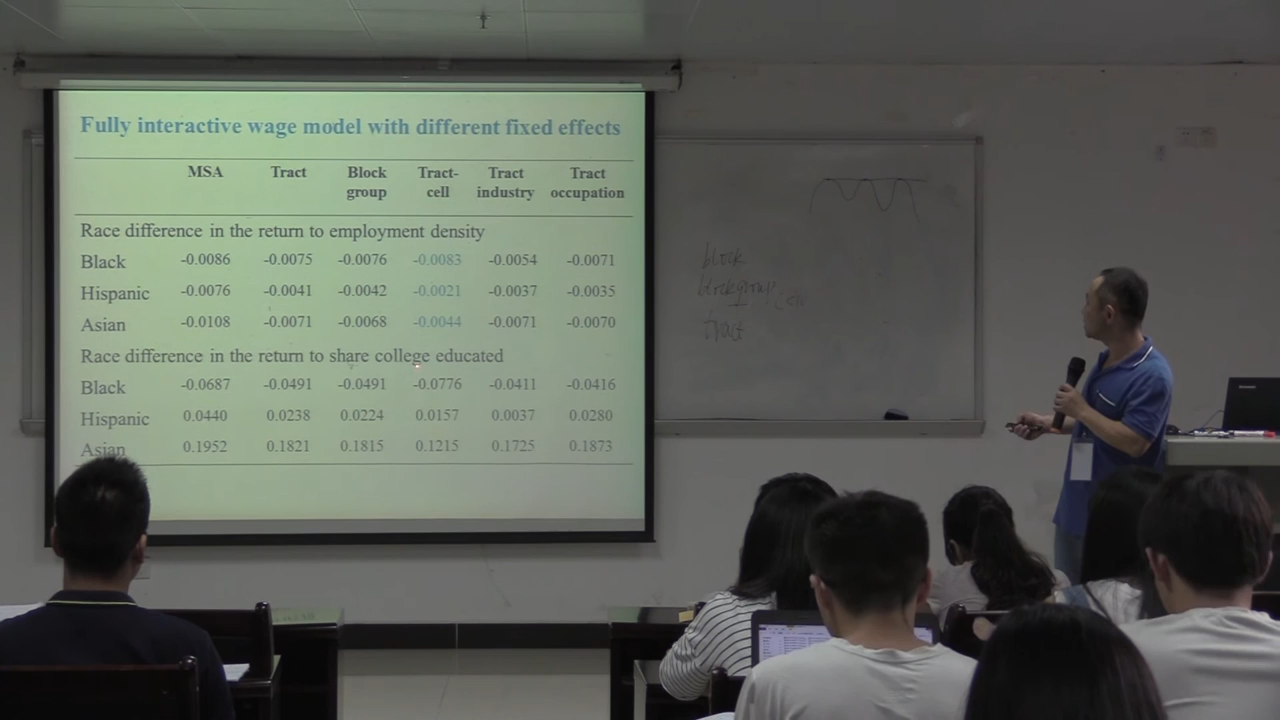 Fully interactive wage model with different fixed effects
MSA Tract Block group Tract-cell Tract industry Tract occupation
Race difference in the return to employment density
Black -0.0086 -0.0075 -0.0076 -0.0083 -0.0054 -0.0071
Hispanic -0.0076 -0.0041 -0.0042 -0.0021 -0.0037 -0.0035
Asian -0.0108 -0.0071 -0.0068 -0.0044 -0.0071 -0.0070
Race difference in the return to share college educated
Black -0.0687 -0.0491 -0.0491 -0.0776 -0.0411 -0.0416
Hispanic 0.0440 0.0238 0.0224 0.0157 0.0037 0.0280
Asian 0.1952 0.1821 0.1815 0.1215 0.1725 0.1873
block
blockgroup
tract